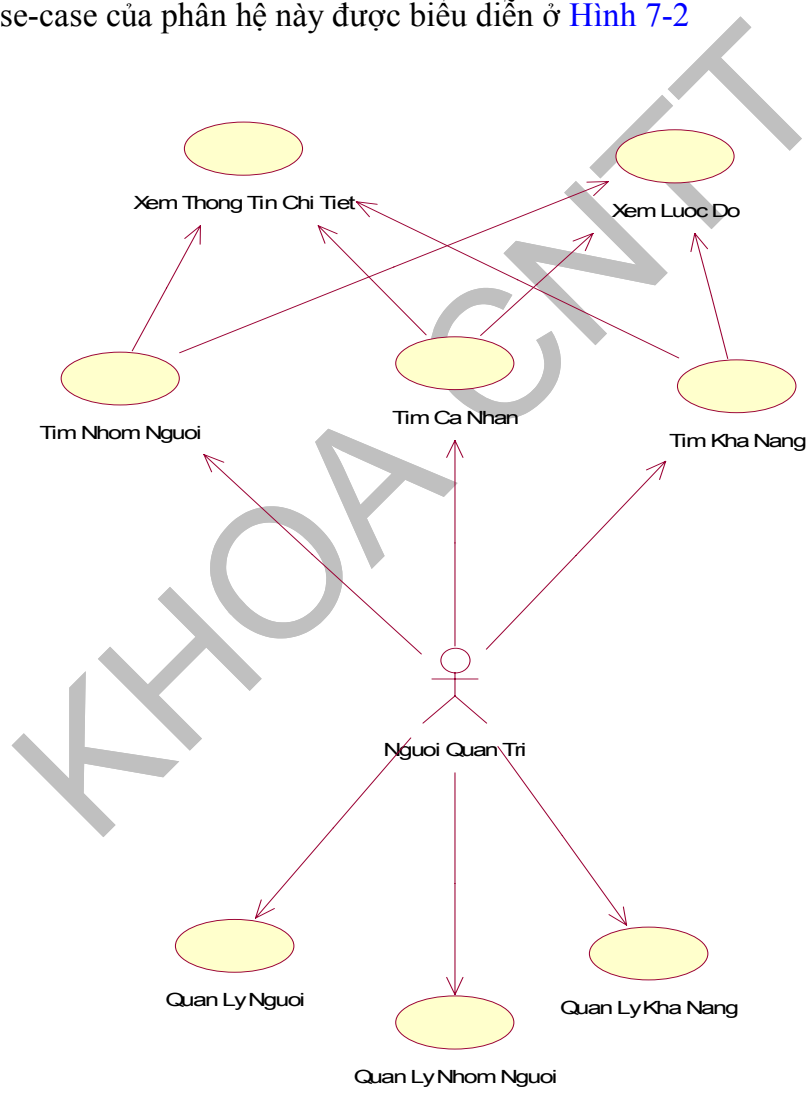 se-case của phân hệ này được biểu diễn ở Hình 7-2
Xem Thong Tin Chi Tiet
Xem Luoc Do
Tim Nhom Nguoi
Tim Ca Nhan
Tim Kha Nang
Nguoi Quan Tri
Quan Ly Nguoi
Quan Ly Kha Nang
Quan Ly Nhom Nguoi
KHOA CNTT